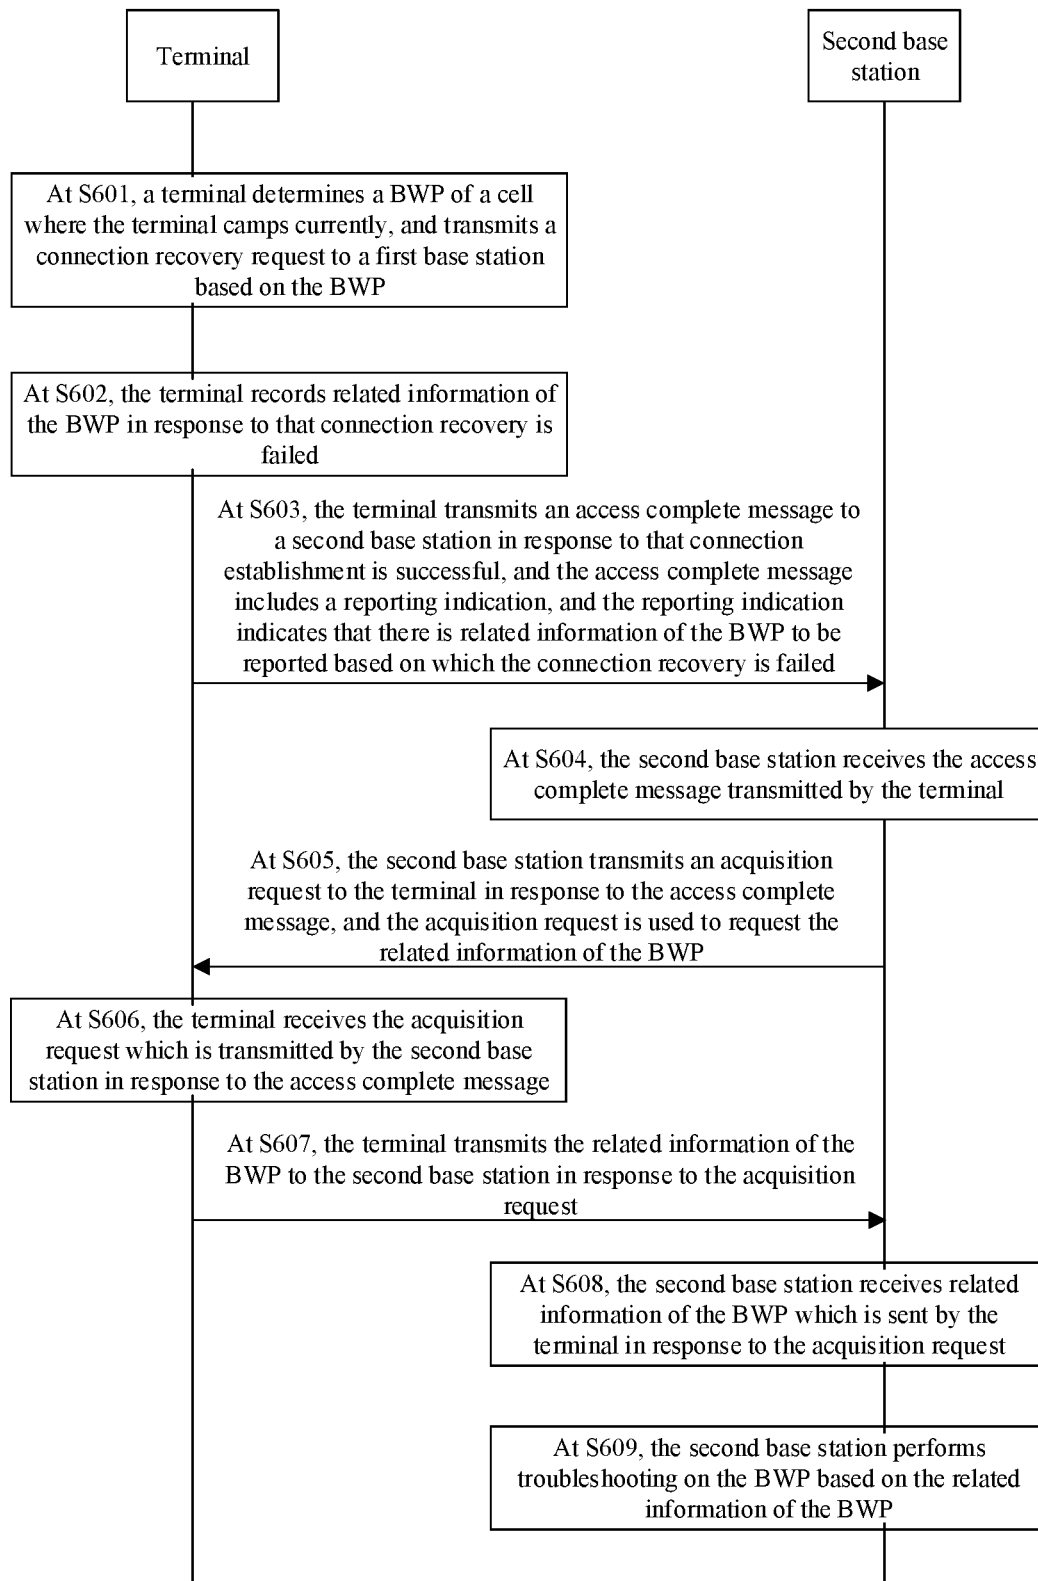 Terminal
Second base
station
At S601, a terminal determines a BWP of a cell
where the terminal camps currently, and transmits a
connection recovery request to a first base station
based on the BWP
At S602, the terminal records related information of
the BWP in response to that connection recovery is
failed
At S603, the terminal transmits an access complete message to
a second base station in response to that connection
establishment is successful, and the access complete message
includes a reporting indication, and the reporting indication
indicates that there is related information of the BWP to be
reported based on which the connection recovery is failed
At S604, the second base station receives the access
complete message transmitted by the terminal
At S605, the second base station transmits an acquisition
request to the terminal in response to the access complete
message, and the acquisition request is used to request the
related information of the BWP
At S606, the terminal receives the acquisition
request which is transmitted by the second base
station in response to the access complete message
At S607, the terminal transmits the related information of the
BWP to the second base station in response to the acquisition
request
At S608, the second base station receives related
information of the BWP which is sent by the
terminal in response to the acquisition request
At S609, the second base station performs
troubleshooting on the BWP based on the related
information of the BWP